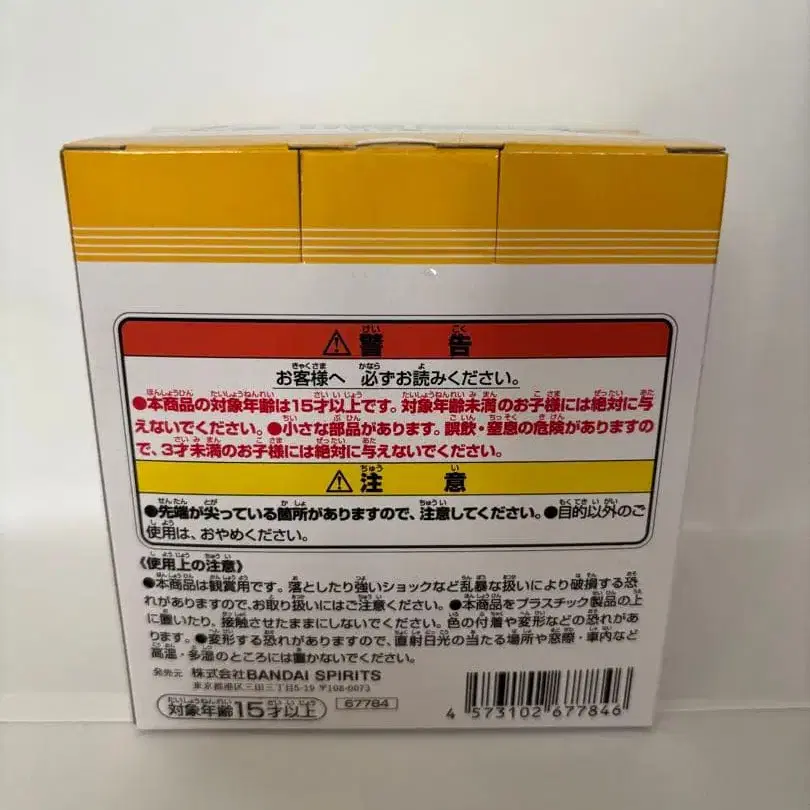 ⚠警告
お客様へ 必ずお読みください。
●本商品の対象年齢は15才以上です。対象年齢未満のお子様には絶対に与
えないでください。●小さな部品があります。誤飲・窒息の危険がありますの
で、3才未満のお子様には絶対に与えないでください。
⚠注意
●先端が尖っている箇所がありますので、注意してください。●目的以外のご
使用は、おやめください。
《使用上の注意》
●本商品は観賞用です。落としたり強いショックなど乱暴な扱いにより破損する恐
れがありますので、お取り扱いにはご注意ください。●本商品をプラスチック製品の上
に置いたり、接触させたままにしないでください。色の付着や変形などの恐れがあ
ります。●変形する恐れがありますので、直射日光の当たる場所や窓際・車内など
高温・多湿のところには置かないでください。
発売元 株式会社BANDAI SPIRITS
東京都港区三田三丁目5-19 〒108-0073
対象年齢15才以上
67784
4 573102 677846